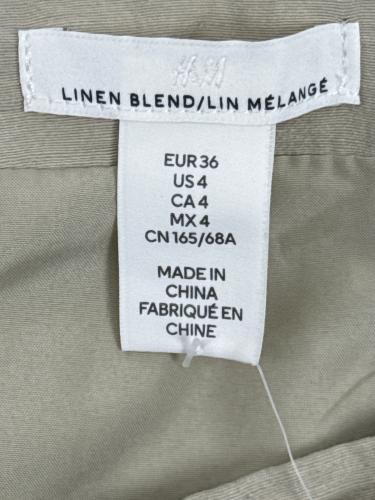 H&M
LINEN BLEND/LIN MÉLANGÉ
EUR 36
US 4
CA 4
MX 4
CN 165/68A
MADE IN
CHINA
FABRIQUÉ EN
CHINE